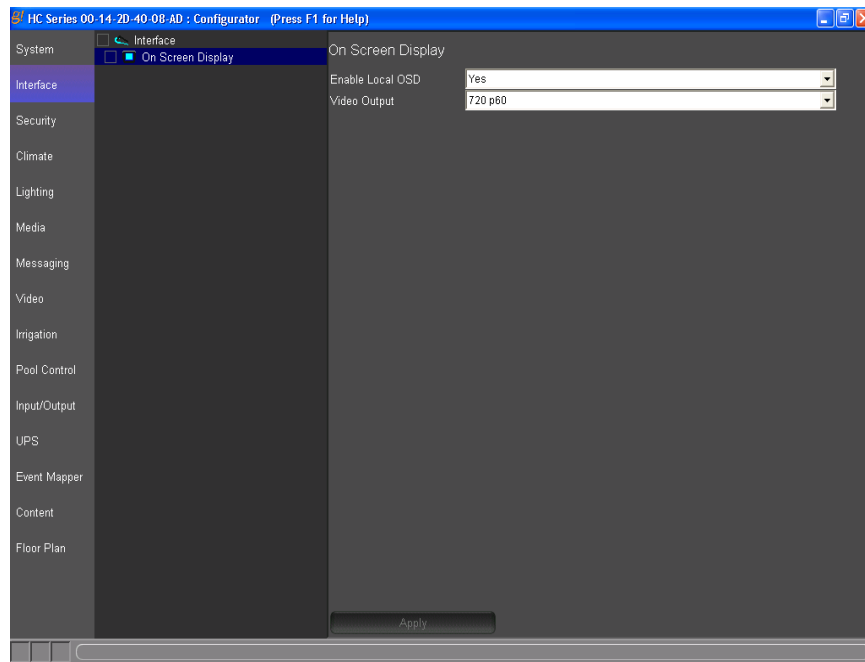 g! HC Series 00-14-2D-40-08-AD : Configurator (Press F1 for Help)
System
Interface
Security
Climate
Lighting
Media
Messaging
Video
Irrigation
Pool Control
Input/Output
UPS
Event Mapper
Content
Floor Plan
Interface
On Screen Display
On Screen Display
Enable Local OSD Yes
Video Output 720 p60
Apply